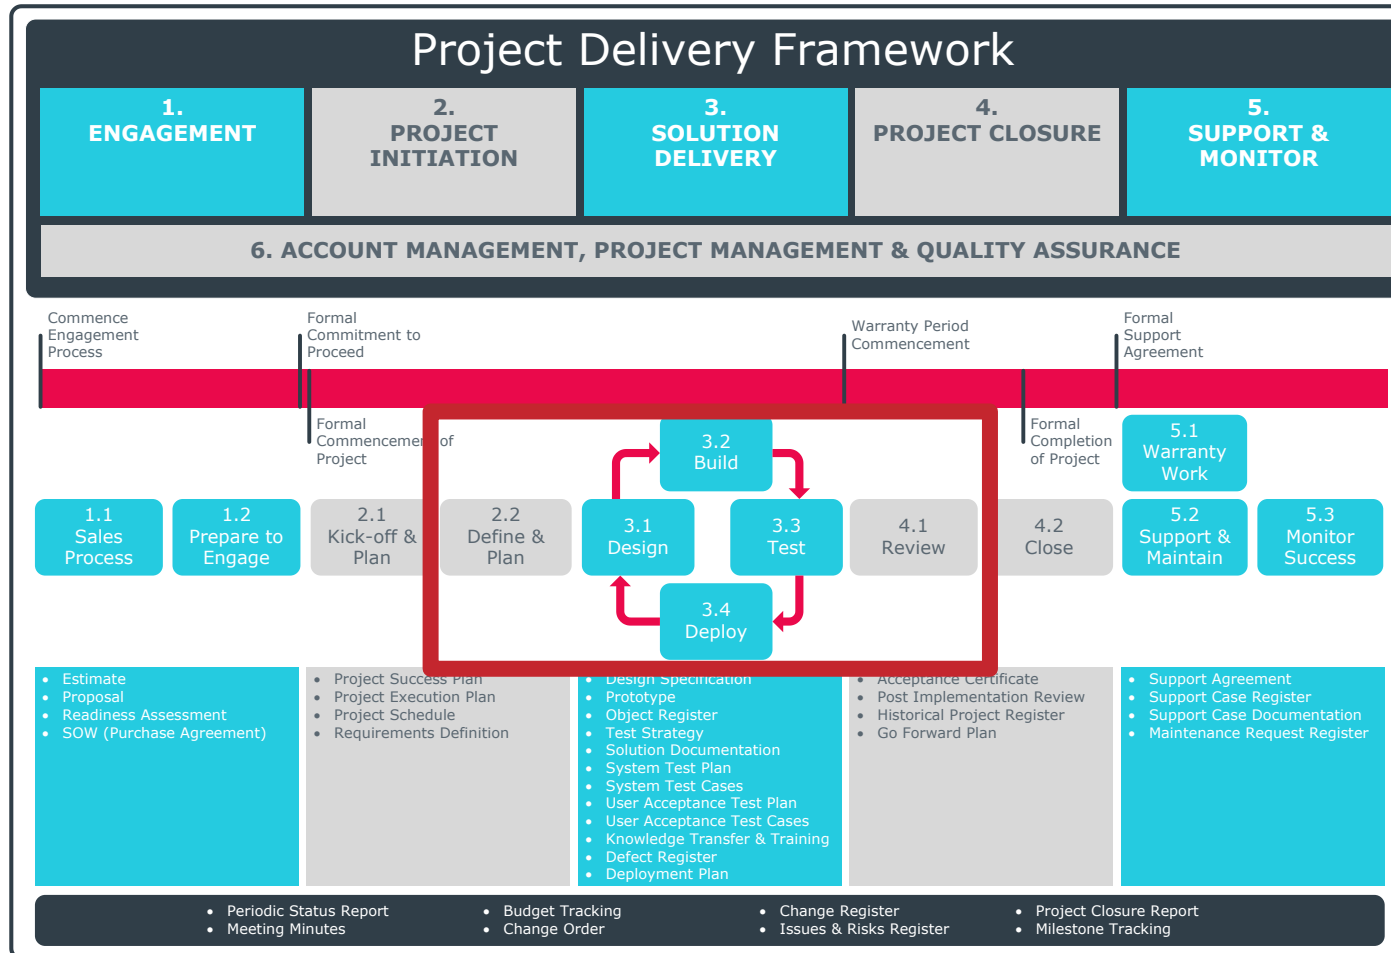 Project Delivery Framework
1.
ENGAGEMENT
2.
PROJECT
INITIATION
3.
SOLUTION
DELIVERY
4.
PROJECT CLOSURE
5.
SUPPORT &
MONITOR
6. ACCOUNT MANAGEMENT, PROJECT MANAGEMENT & QUALITY ASSURANCE
Commence
Engagement
Process
Formal
Commitment to
Proceed
Warranty Period
Commencement
Formal
Support
Agreement
Formal
Commencement of
Project
Formal
Completion
of Project
1.1
Sales
Process
1.2
Prepare to
Engage
2.1
Kick-off &
Plan
2.2
Define &
Plan
3.1
Design
3.2
Build
3.3
Test
3.4
Deploy
4.1
Review
4.2
Close
5.1
Warranty
Work
5.2
Support &
Maintain
5.3
Monitor
Success
• Estimate
• Proposal
• Readiness Assessment
• SOW (Purchase Agreement)
• Project Success Plan
• Project Execution Plan
• Project Schedule
• Requirements Definition
• Design Specification
• Prototype
• Object Register
• Test Strategy
• Solution Documentation
• System Test Plan
• System Test Cases
• User Acceptance Test Plan
• User Acceptance Test Cases
• Knowledge Transfer & Training
• Defect Register
• Deployment Plan
• Acceptance Certificate
• Post Implementation Review
• Historical Project Register
• Go Forward Plan
• Support Agreement
• Support Case Register
• Support Case Documentation
• Maintenance Request Register
• Periodic Status Report
• Meeting Minutes
• Budget Tracking
• Change Order
• Change Register
• Issues & Risks Register
• Project Closure Report
• Milestone Tracking